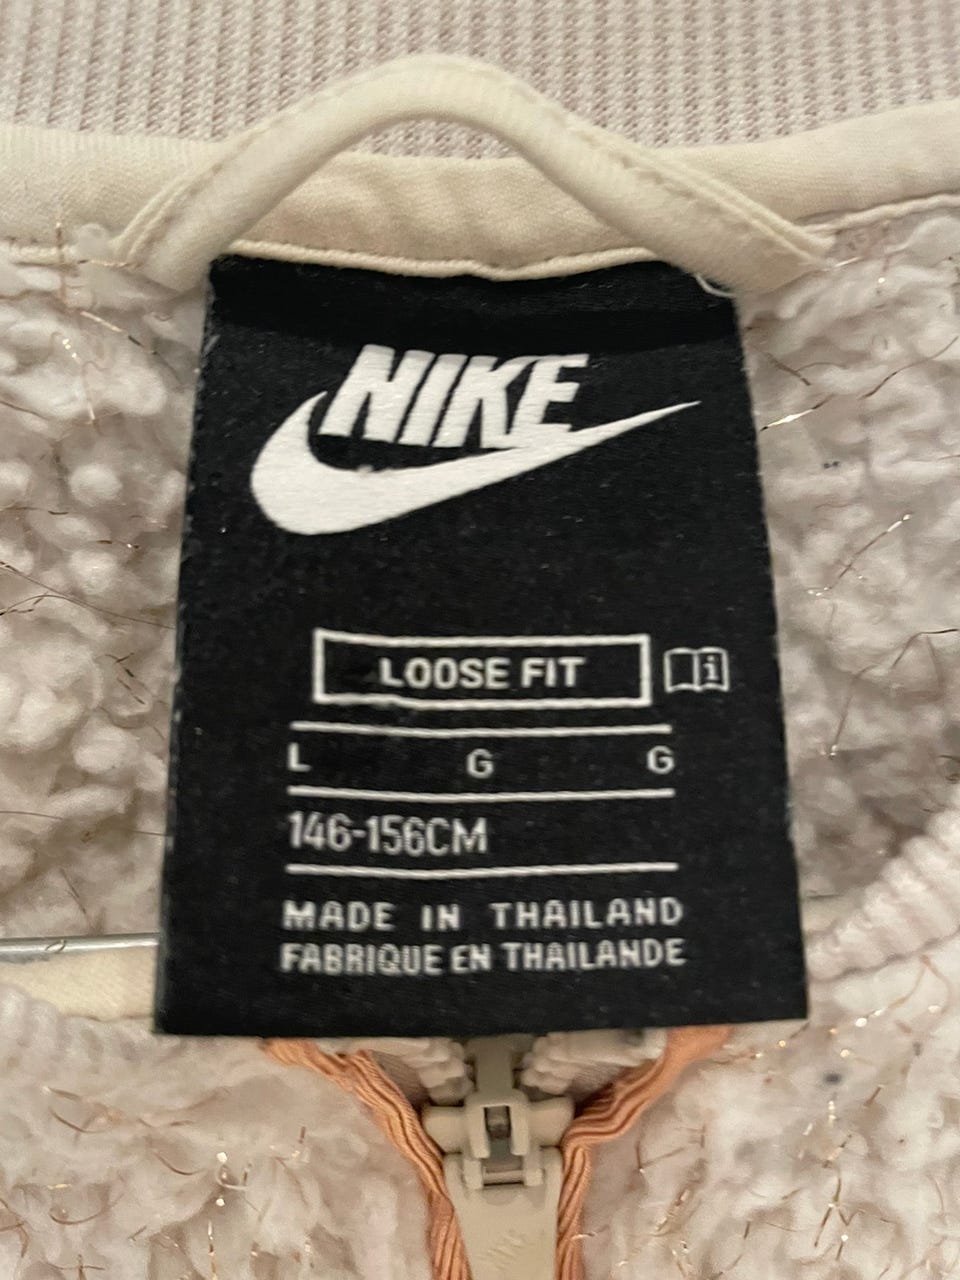 NIKE
LOOSE FIT i
L G G
146-156CM
MADE IN THAILAND
FABRIQUE EN THAILANDE